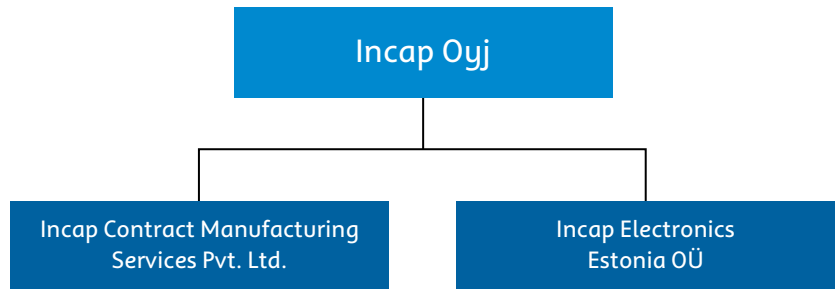 Incap Oyj
Incap Contract Manufacturing
Services Pvt. Ltd.
Incap Electronics
Estonia OÜ